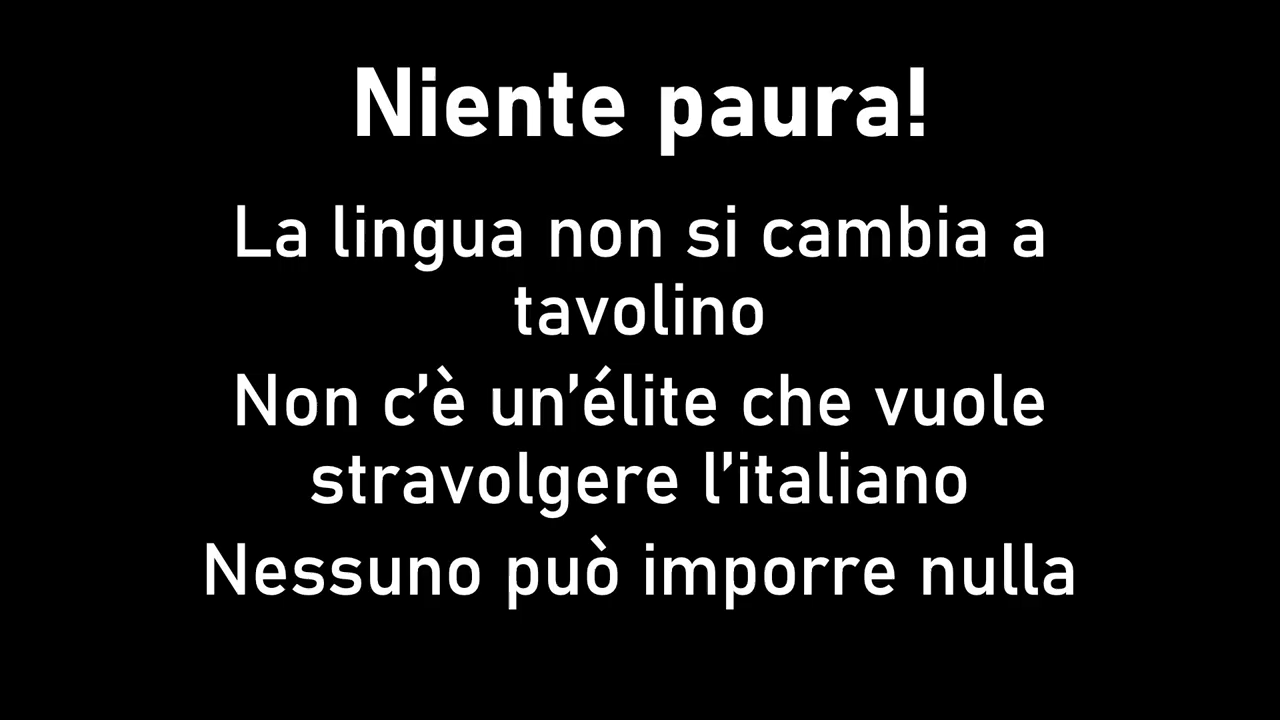 Niente paura!
La lingua non si cambia a
tavolino
Non c’è un’élite che vuole
stravolgere l’italiano
Nessuno può imporre nulla